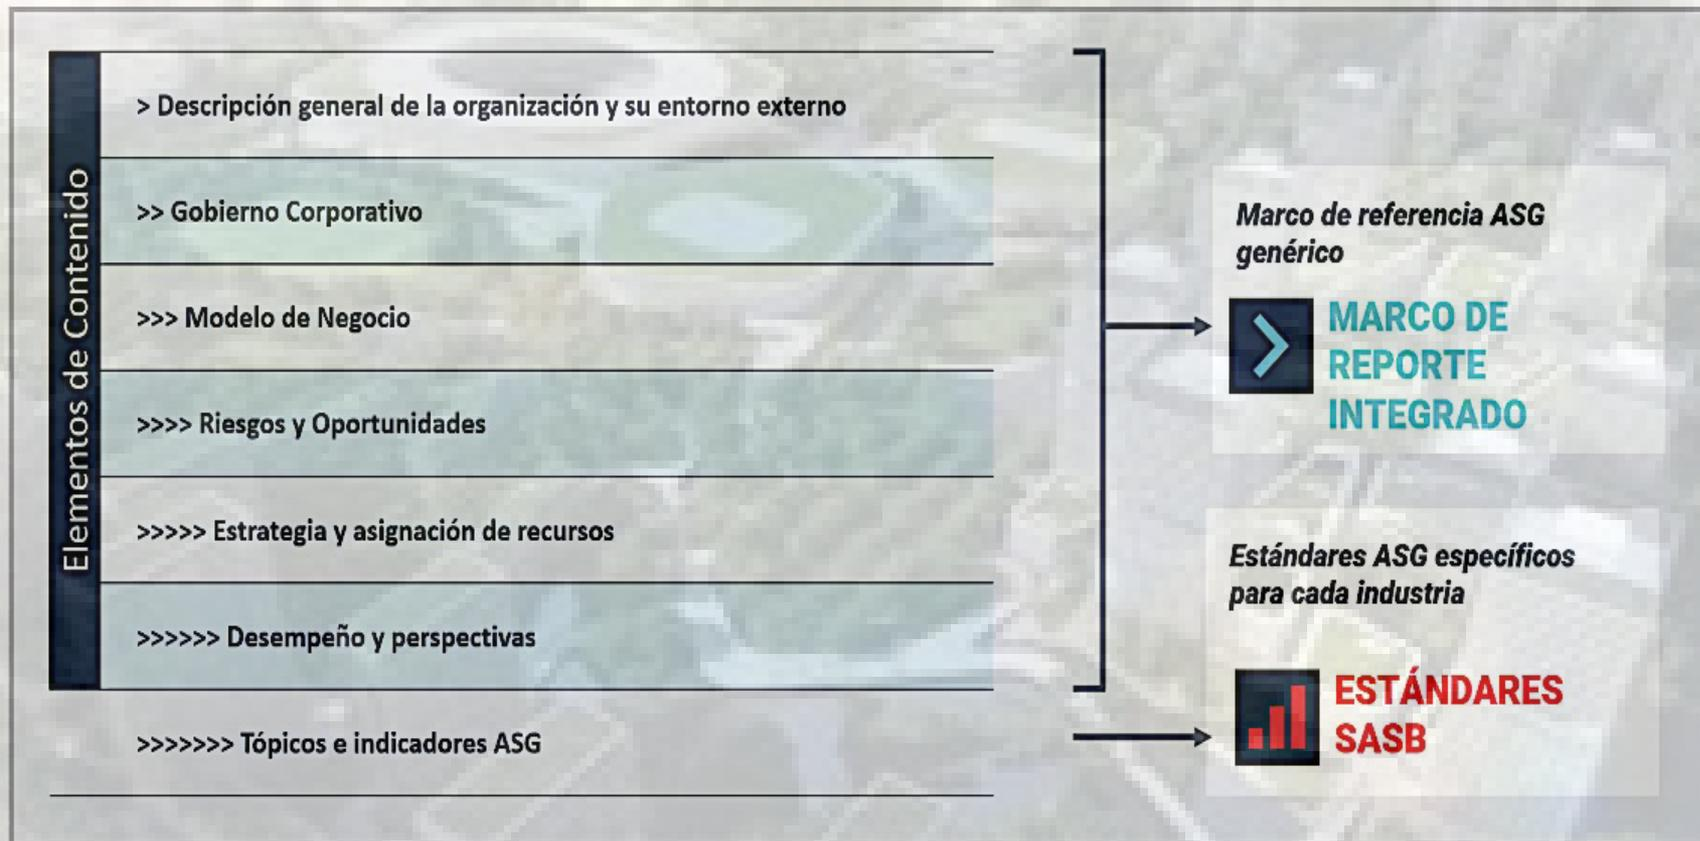 Elementos de Contenido
> Descripción general de la organización y su entorno externo
>> Gobierno Corporativo
>>> Modelo de Negocio
>>>> Riesgos y Oportunidades
>>>>> Estrategia y asignación de recursos
>>>>>> Desempeño y perspectivas
>>>>>>> Tópicos e indicadores ASG
Marco de referencia ASG
genérico
MARCO DE
REPORTE
INTEGRADO
Estándares ASG específicos
para cada industria
ESTÁNDARES
SASB